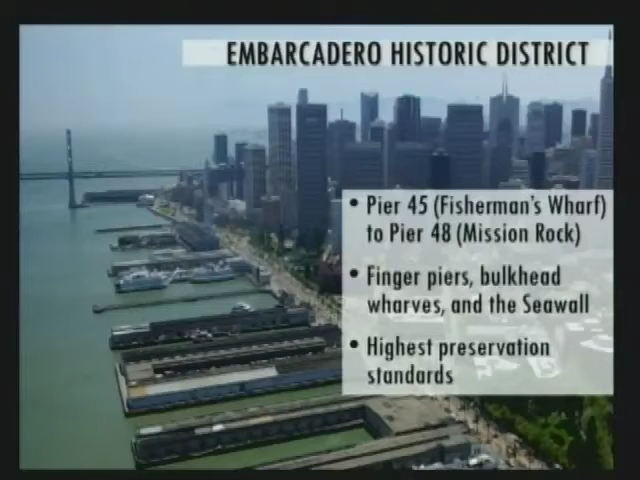 EMBARCADERO HISTORIC DISTRICT
• Pier 45 (Fisherman's Wharf)
to Pier 48 (Mission Rock)
• Finger piers, bulkhead
wharves, and the Seawall
• Highest preservation
standards